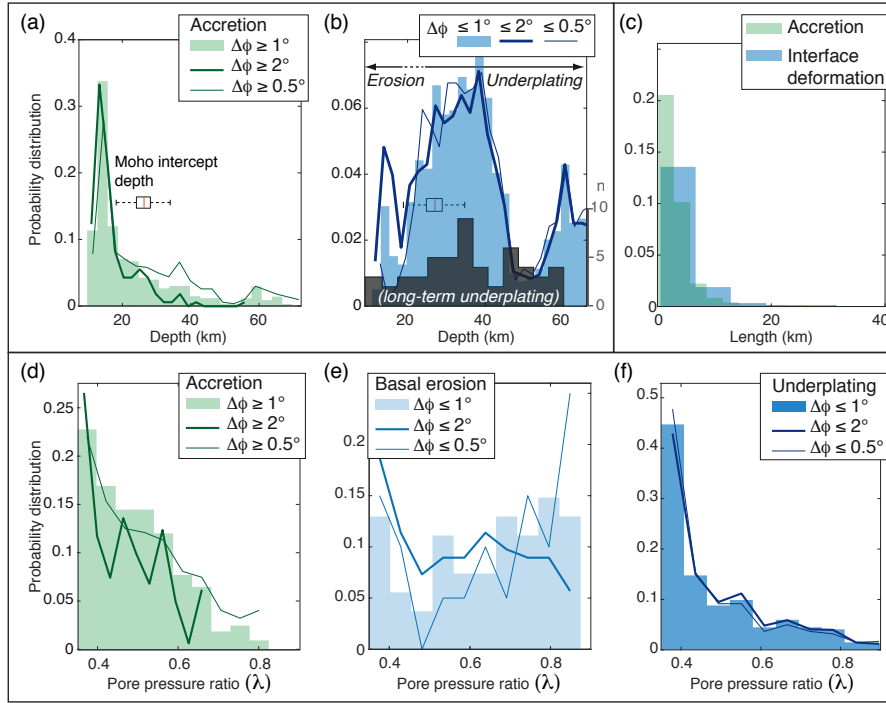 (a)
Accretion
Δϕ ≥ 1°
Δϕ ≥ 2°
Δϕ ≥ 0.5°
Moho intercept
depth
Probability distribution
0.4
0.3
0.2
0.1
0
20
40
60
Depth (km)
(b)
Δϕ ≤ 1° ≤ 2° ≤ 0.5°
Erosion
Underplating
0.06
0.04
0.02
0
n
10
5
0
(long-term underplating)
20
40
60
Depth (km)
(c)
Accretion
Interface
deformation
0.2
0.15
0.1
0.05
0
0
20
40
Length (km)
(d)
Accretion
Δϕ ≥ 1°
Δϕ ≥ 2°
Δϕ ≥ 0.5°
Probability distribution
0.25
0.2
0.15
0.1
0.05
0
0.4
0.6
0.8
Pore pressure ratio (λ)
(e)
Basal erosion
Δϕ ≤ 1°
Δϕ ≤ 2°
Δϕ ≤ 0.5°
0.2
0.15
0.1
0.05
0
0.4
0.6
0.8
Pore pressure ratio (λ)
(f)
Underplating
Δϕ ≤ 1°
Δϕ ≤ 2°
Δϕ ≤ 0.5°
0.5
0.4
0.3
0.2
0.1
0
0.4
0.6
0.8
Pore pressure ratio (λ)